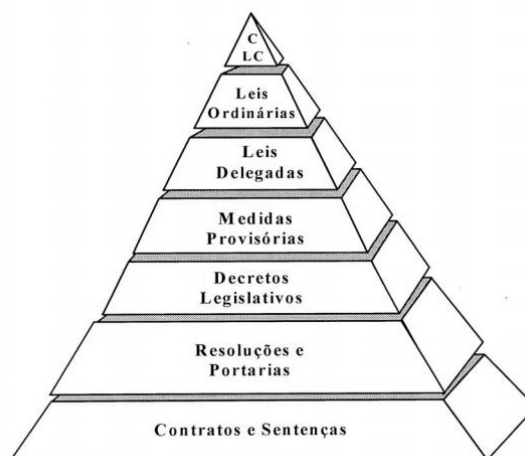 C
LC
Leis
Ordinárias
Leis
Delegadas
Medidas
Provisórias
Decretos
Legislativos
Resoluções e
Portarias
Contratos e Sentenças